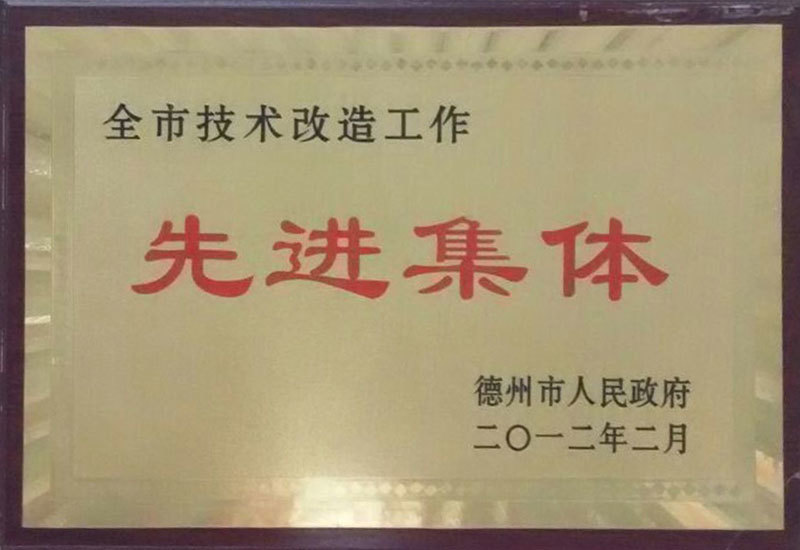 全市技术改造工作
先进集体
德州市人民政府
二〇一二年二月